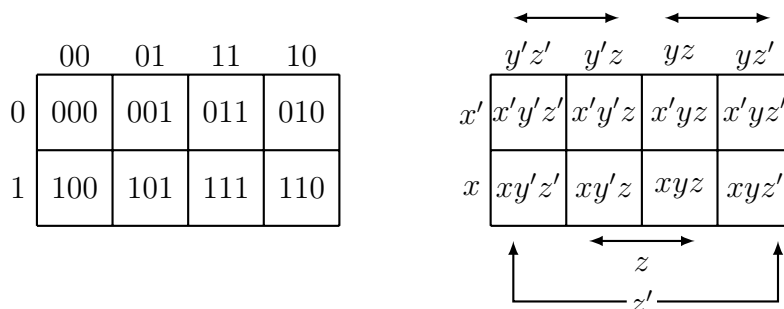 00 01 11 10
0 000 001 011 010
1 100 101 111 110
y'z' y'z yz yz'
x' x'y'z' x'y'z x'yz x'yz'
x xy'z' xy'z xyz xyz'
z
z'